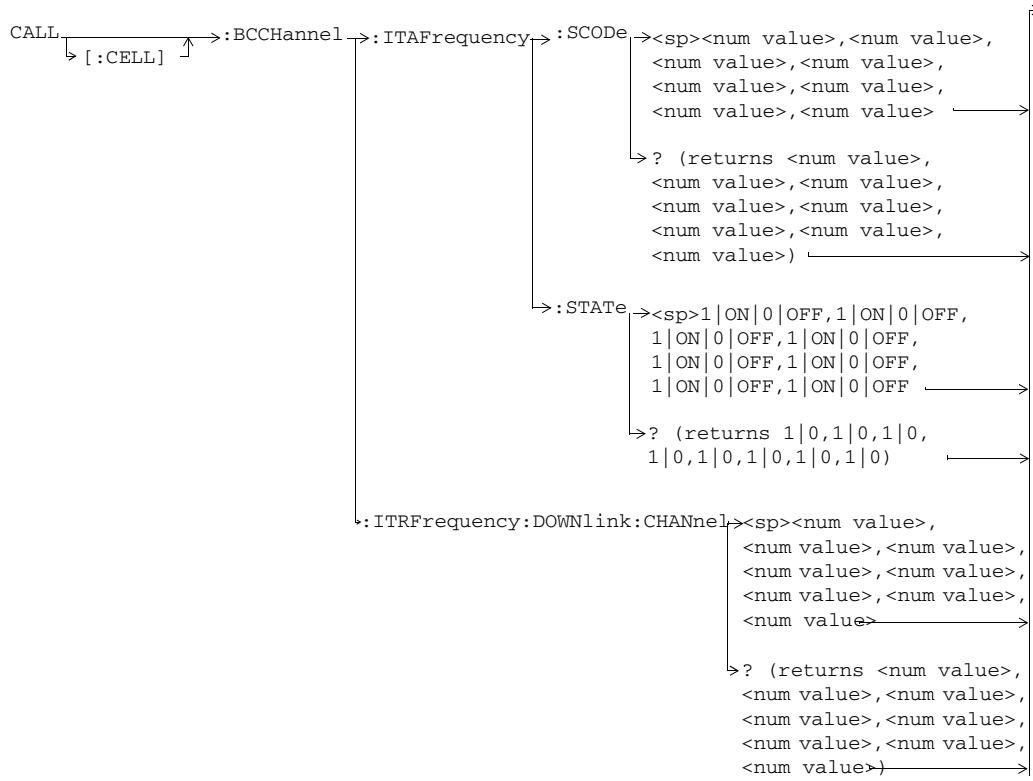 CALL :BCCHannel :ITAFrequency :SCODe <sp><num value>,<num value>,
[:CELL] <num value>,<num value>,
<num value>,<num value>,
<num value>,<num value>
? (returns <num value>,
<num value>,<num value>,
<num value>,<num value>,
<num value>,<num value>,
<num value>)
:STATe <sp>1|ON|0|OFF,1|ON|0|OFF,
1|ON|0|OFF,1|ON|0|OFF,
1|ON|0|OFF,1|ON|0|OFF,
1|ON|0|OFF,1|ON|0|OFF
? (returns 1|0,1|0,1|0,
1|0,1|0,1|0,1|0,1|0)
:ITRFrequency:DOWNlink:CHANnel <sp><num value>,
<num value>,<num value>,
<num value>,<num value>,
<num value>,<num value>,
<num value>
? (returns <num value>,
<num value>,<num value>,
<num value>,<num value>,
<num value>,<num value>,
<num value>)